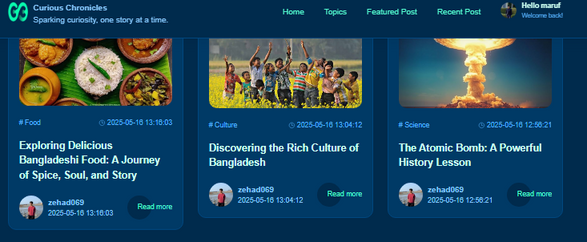 Curious Chronicles
Sparking curiosity, one story at a time.
Home
Topics
Featured Post
Recent Post
Hello maruf
Welcome back!
# Food
2025-05-16 13:16:03
Exploring Delicious
Bangladeshi Food: A Journey
of Spice, Soul, and Story
zehad069
2025-05-16 13:16:03
Read more
# Culture
2025-05-16 13:04:12
Discovering the Rich Culture of
Bangladesh
zehad069
2025-05-16 13:04:12
Read more
# Science
2025-05-16 12:56:21
The Atomic Bomb: A Powerful
History Lesson
zehad069
2025-05-16 12:56:21
Read more